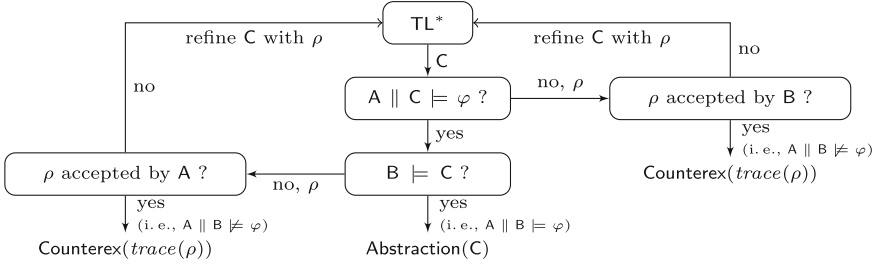 TL*
refine C with ρ
refine C with ρ
C
no
no
A ∥ C ⊨ φ ?
no, ρ
ρ accepted by B ?
yes
yes
(i. e., A ∥ B ⊭ φ)
Counterex(trace(ρ))
ρ accepted by A ?
no, ρ
B ⊨ C ?
yes
(i. e., A ∥ B ⊭ φ)
Counterex(trace(ρ))
yes
(i. e., A ∥ B ⊨ φ)
Abstraction(C)